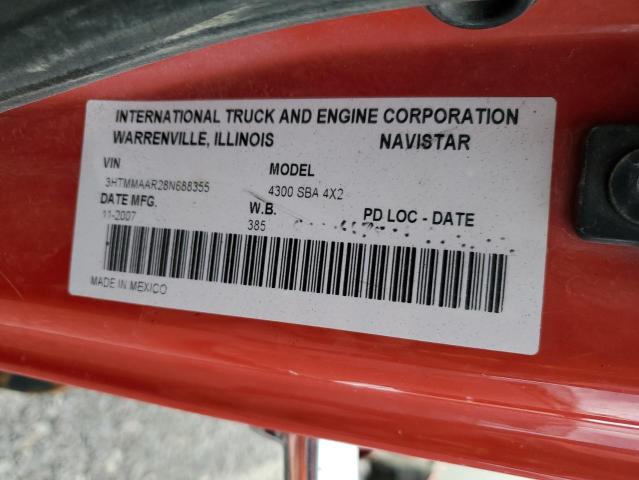 INTERNATIONAL TRUCK AND ENGINE CORPORATION
WARRENVILLE, ILLINOIS NAVISTAR
VIN MODEL
3HTMMAAR28N688355 4300 SBA 4X2
DATE MFG. W.B. PD LOC - DATE
11-2007 385
MADE IN MEXICO